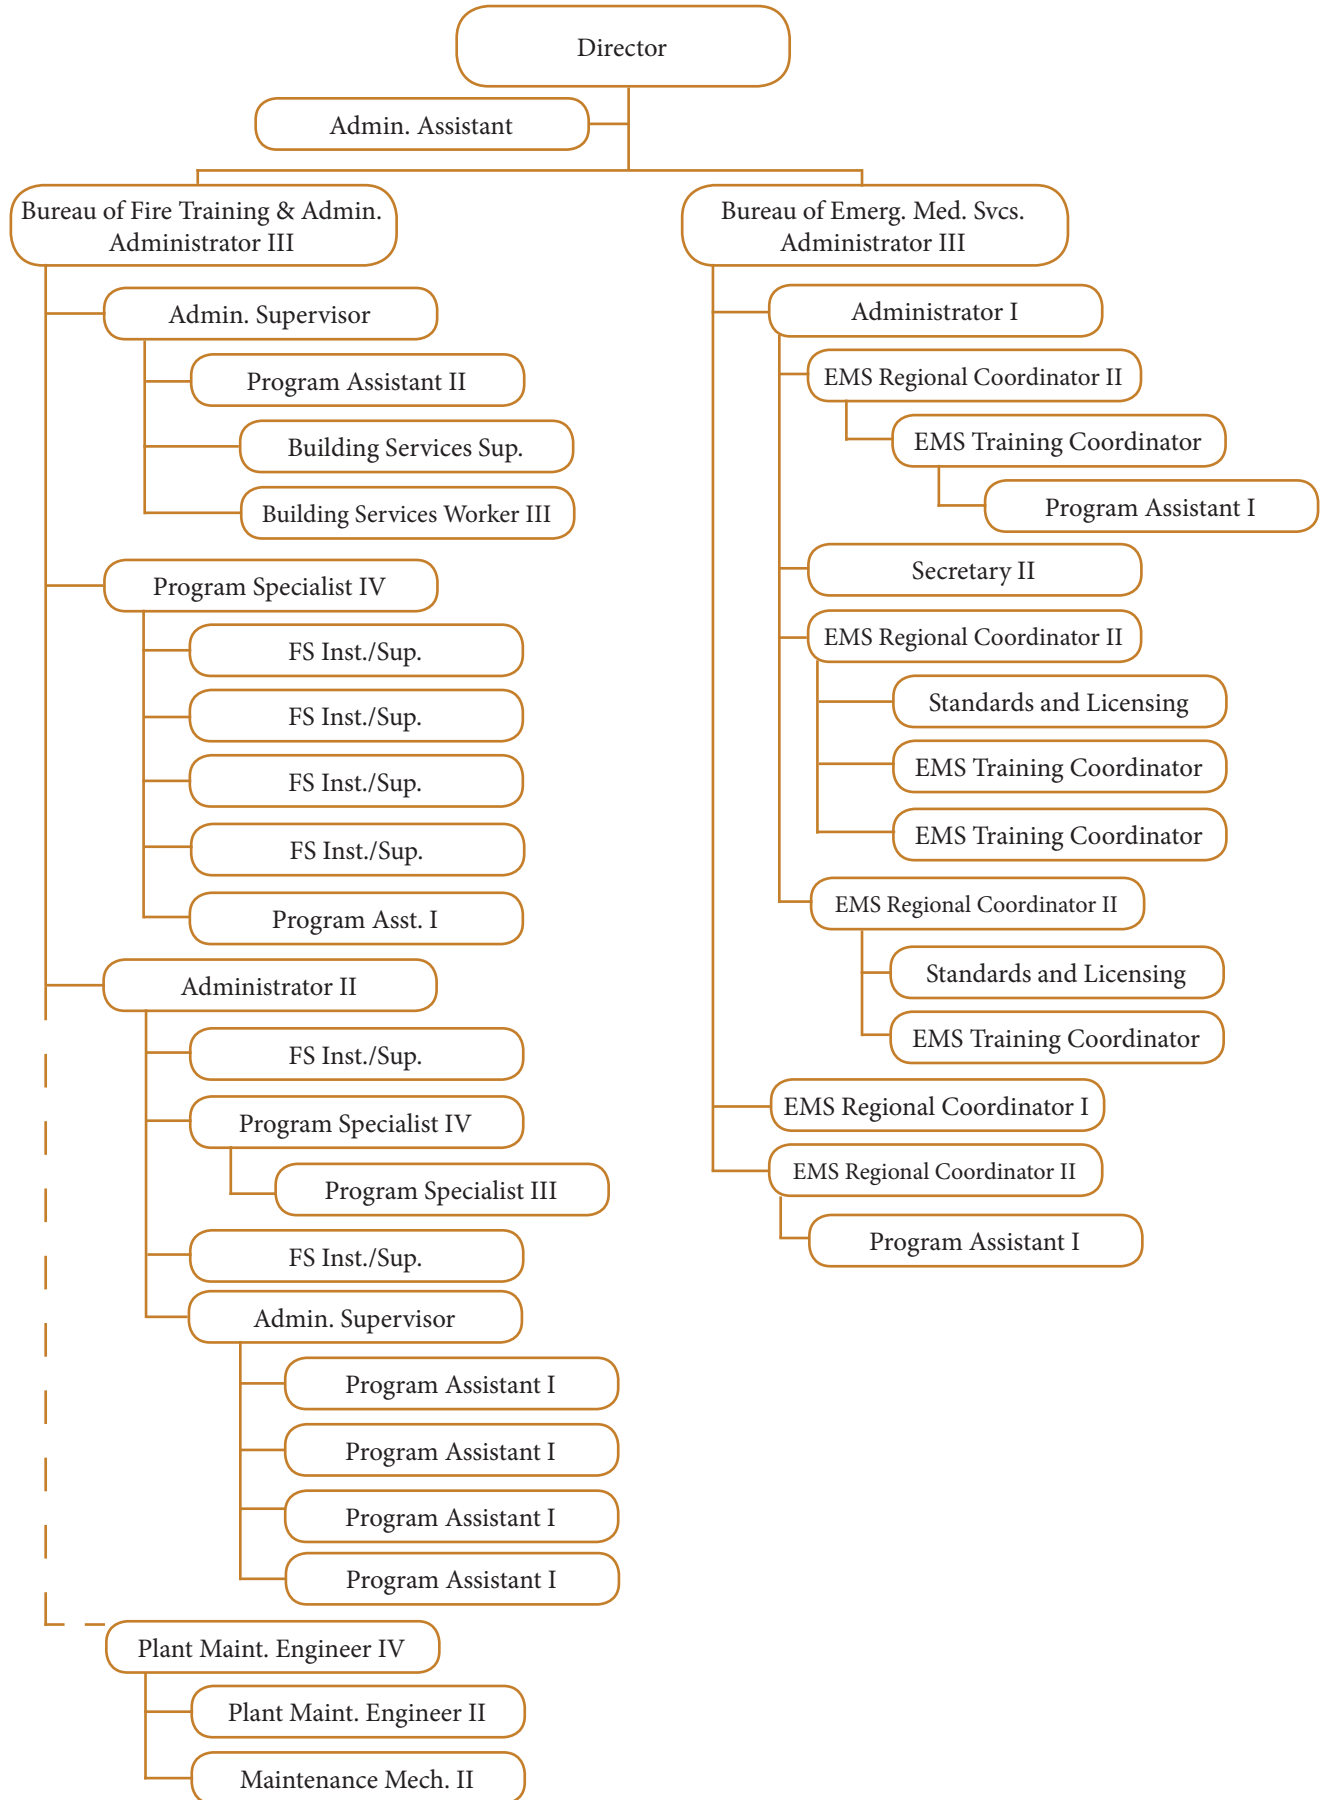 Director
Admin. Assistant
Bureau of Fire Training & Admin.
Administrator III
Admin. Supervisor
Program Assistant II
Building Services Sup.
Building Services Worker III
Program Specialist IV
FS Inst./Sup.
FS Inst./Sup.
FS Inst./Sup.
FS Inst./Sup.
Program Asst. I
Administrator II
FS Inst./Sup.
Program Specialist IV
Program Specialist III
FS Inst./Sup.
Admin. Supervisor
Program Assistant I
Program Assistant I
Program Assistant I
Program Assistant I
Plant Maint. Engineer IV
Plant Maint. Engineer II
Maintenance Mech. II
Bureau of Emerg. Med. Svcs.
Administrator III
Administrator I
EMS Regional Coordinator II
EMS Training Coordinator
Program Assistant I
Secretary II
EMS Regional Coordinator II
Standards and Licensing
EMS Training Coordinator
EMS Training Coordinator
EMS Regional Coordinator II
Standards and Licensing
EMS Training Coordinator
EMS Regional Coordinator I
EMS Regional Coordinator II
Program Assistant I